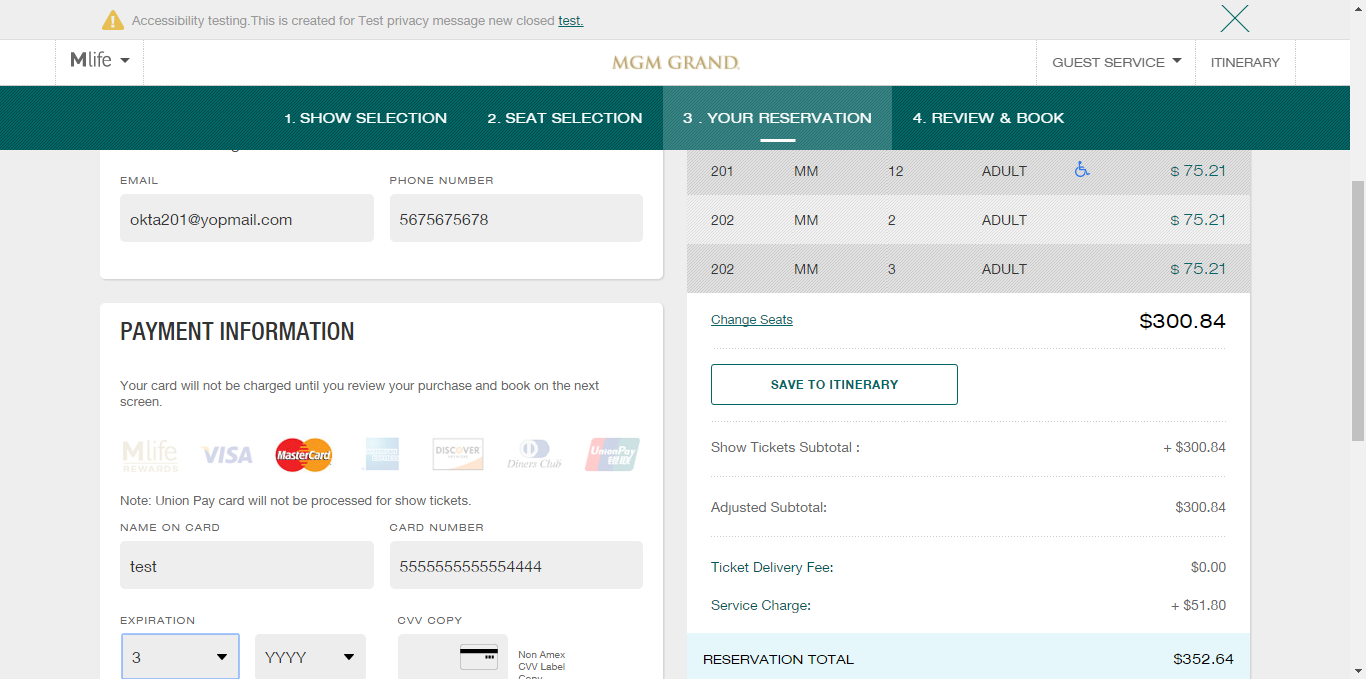 Accessibility testing.This is created for Test privacy message new closed test.
Mlife
MGM GRAND.
GUEST SERVICE
ITINERARY
1. SHOW SELECTION
2. SEAT SELECTION
3 . YOUR RESERVATION
4. REVIEW & BOOK
EMAIL
PHONE NUMBER
okta201@yopmail.com
5675675678
PAYMENT INFORMATION
Your card will not be charged until you review your purchase and book on the next
screen.
Mlife
REWARDS
VISA
MasterCard
DISCOVER
Diners Club
UnionPay
银联
Note: Union Pay card will not be processed for show tickets.
NAME ON CARD
CARD NUMBER
test
5555555555554444
EXPIRATION
CVV COPY
3
YYYY
Non Amex
CVV Label
201 MM 12 ADULT $ 75.21
202 MM 2 ADULT $ 75.21
202 MM 3 ADULT $ 75.21
Change Seats
$300.84
SAVE TO ITINERARY
Show Tickets Subtotal : + $300.84
Adjusted Subtotal: $300.84
Ticket Delivery Fee: $0.00
Service Charge: + $51.80
RESERVATION TOTAL $352.64